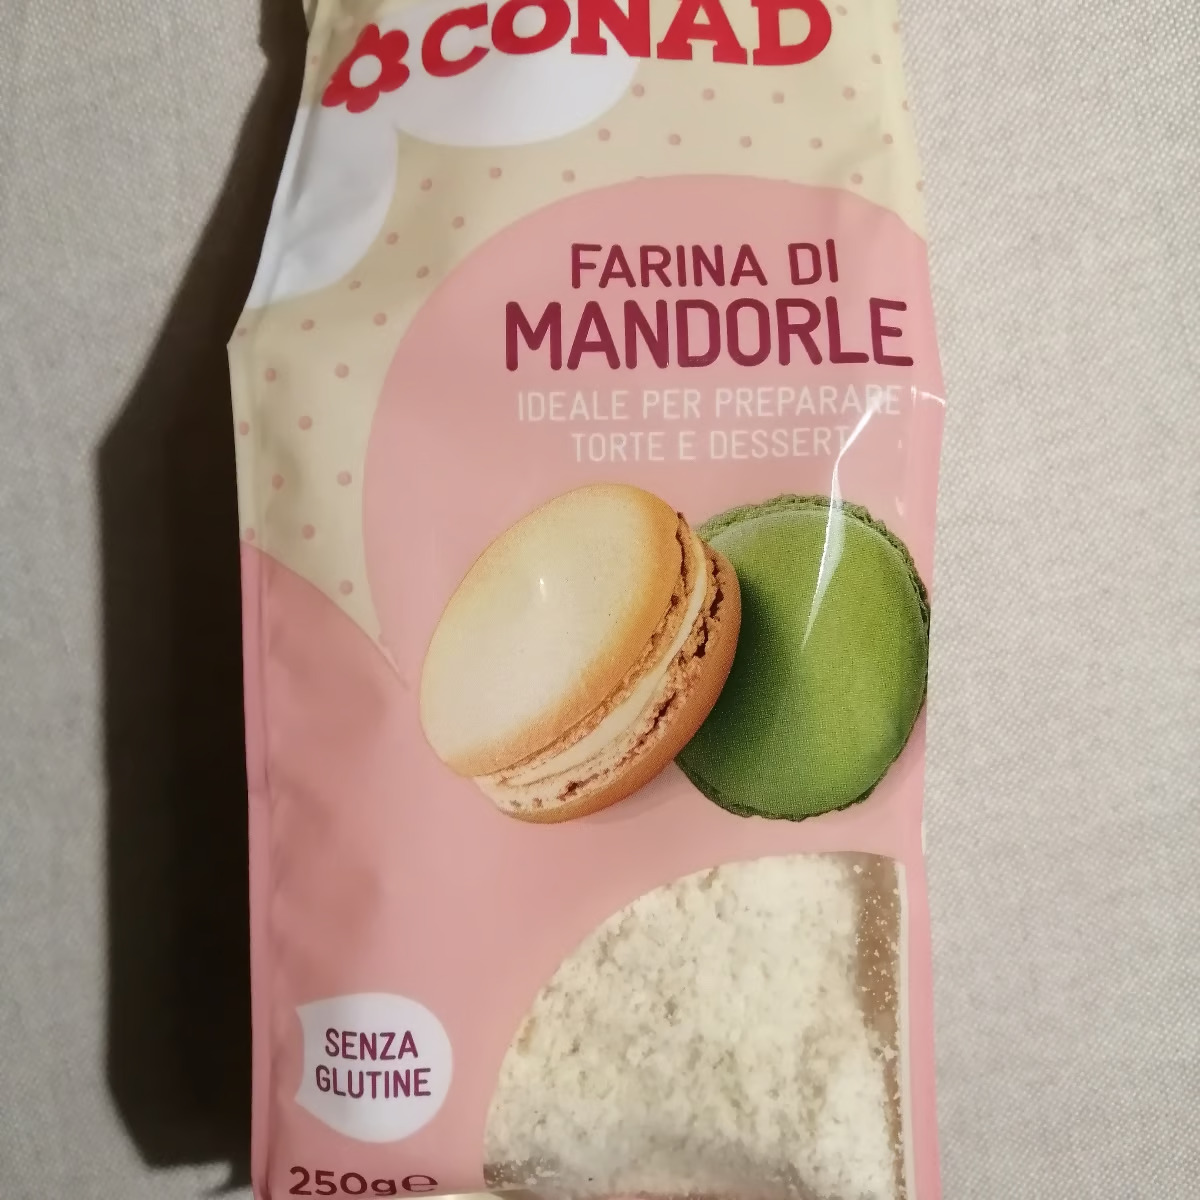 CONAD
FARINA DI
MANDORLE
IDEALE PER PREPARARE
TORTE E DESSERT
SENZA
GLUTINE
250g℮